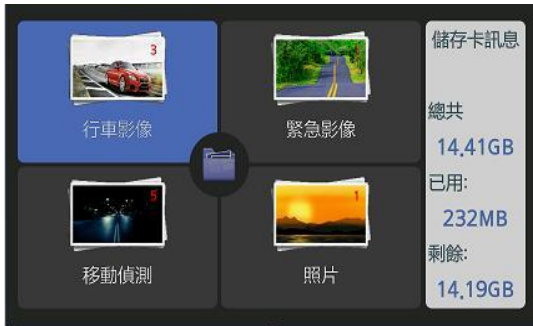 3
行車影像
1
緊急影像
5
移動偵測
1
照片
儲存卡訊息
總共
14.41GB
已用:
232MB
剩餘:
14.19GB